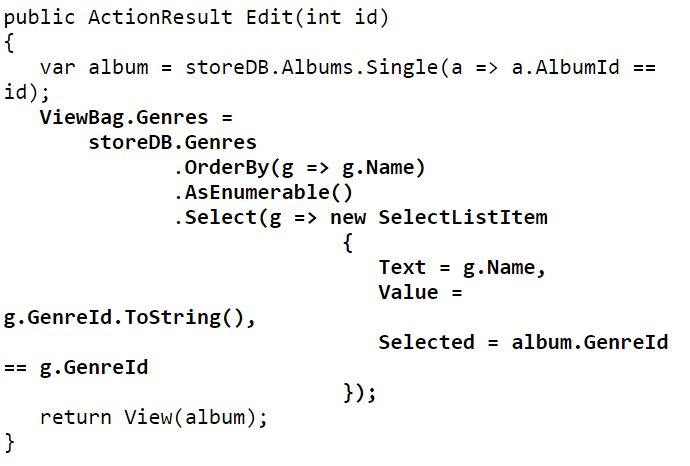 public ActionResult Edit(int id)
{
   var album = storeDB.Albums.Single(a => a.AlbumId ==
id);
   ViewBag.Genres =
       storeDB.Genres
              .OrderBy(g => g.Name)
              .AsEnumerable()
              .Select(g => new SelectListItem
                            {
                               Text = g.Name,
                               Value =
g.GenreId.ToString(),
                               Selected = album.GenreId
== g.GenreId
                            });
   return View(album);
}